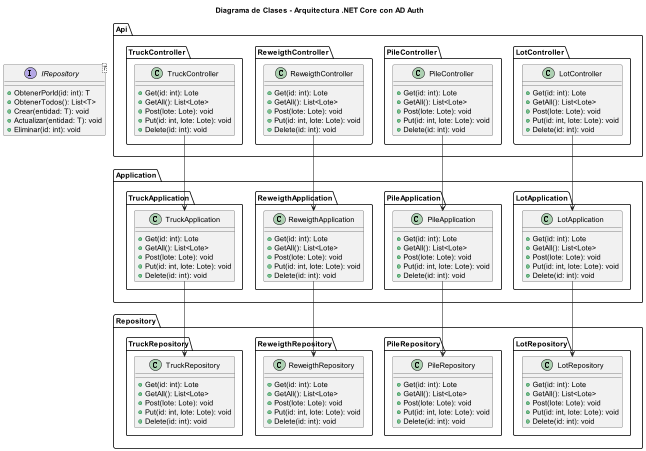 Diagrama de Clases - Arquitectura .NET Core con AD Auth
Api
TruckController
ReweigthController
PileController
LotController
I IRepository
C TruckController
C ReweigthController
C PileController
C LotController
ObtenerPorId(id: int): T
ObtenerTodos(): List<T>
Crear(entidad: T): void
Actualizar(entidad: T): void
Eliminar(id: int): void
Get(id: int): Lote
GetAll(): List<Lote>
Post(lote: Lote): void
Put(id: int, lote: Lote): void
Delete(id: int): void
Get(id: int): Lote
GetAll(): List<Lote>
Post(lote: Lote): void
Put(id: int, lote: Lote): void
Delete(id: int): void
Get(id: int): Lote
GetAll(): List<Lote>
Post(lote: Lote): void
Put(id: int, lote: Lote): void
Delete(id: int): void
Get(id: int): Lote
GetAll(): List<Lote>
Post(lote: Lote): void
Put(id: int, lote: Lote): void
Delete(id: int): void
Application
TruckApplication
ReweigthApplication
PileApplication
LotApplication
C TruckApplication
C ReweigthApplication
C PileApplication
C LotApplication
Get(id: int): Lote
GetAll(): List<Lote>
Post(lote: Lote): void
Put(id: int, lote: Lote): void
Delete(id: int): void
Get(id: int): Lote
GetAll(): List<Lote>
Post(lote: Lote): void
Put(id: int, lote: Lote): void
Delete(id: int): void
Get(id: int): Lote
GetAll(): List<Lote>
Post(lote: Lote): void
Put(id: int, lote: Lote): void
Delete(id: int): void
Get(id: int): Lote
GetAll(): List<Lote>
Post(lote: Lote): void
Put(id: int, lote: Lote): void
Delete(id: int): void
Repository
TruckRepository
ReweigthRepository
PileRepository
LotRepository
C TruckRepository
C ReweigthRepository
C PileRepository
C LotRepository
Get(id: int): Lote
GetAll(): List<Lote>
Post(lote: Lote): void
Put(id: int, lote: Lote): void
Delete(id: int): void
Get(id: int): Lote
GetAll(): List<Lote>
Post(lote: Lote): void
Put(id: int, lote: Lote): void
Delete(id: int): void
Get(id: int): Lote
GetAll(): List<Lote>
Post(lote: Lote): void
Put(id: int, lote: Lote): void
Delete(id: int): void
Get(id: int): Lote
GetAll(): List<Lote>
Post(lote: Lote): void
Put(id: int, lote: Lote): void
Delete(id: int): void